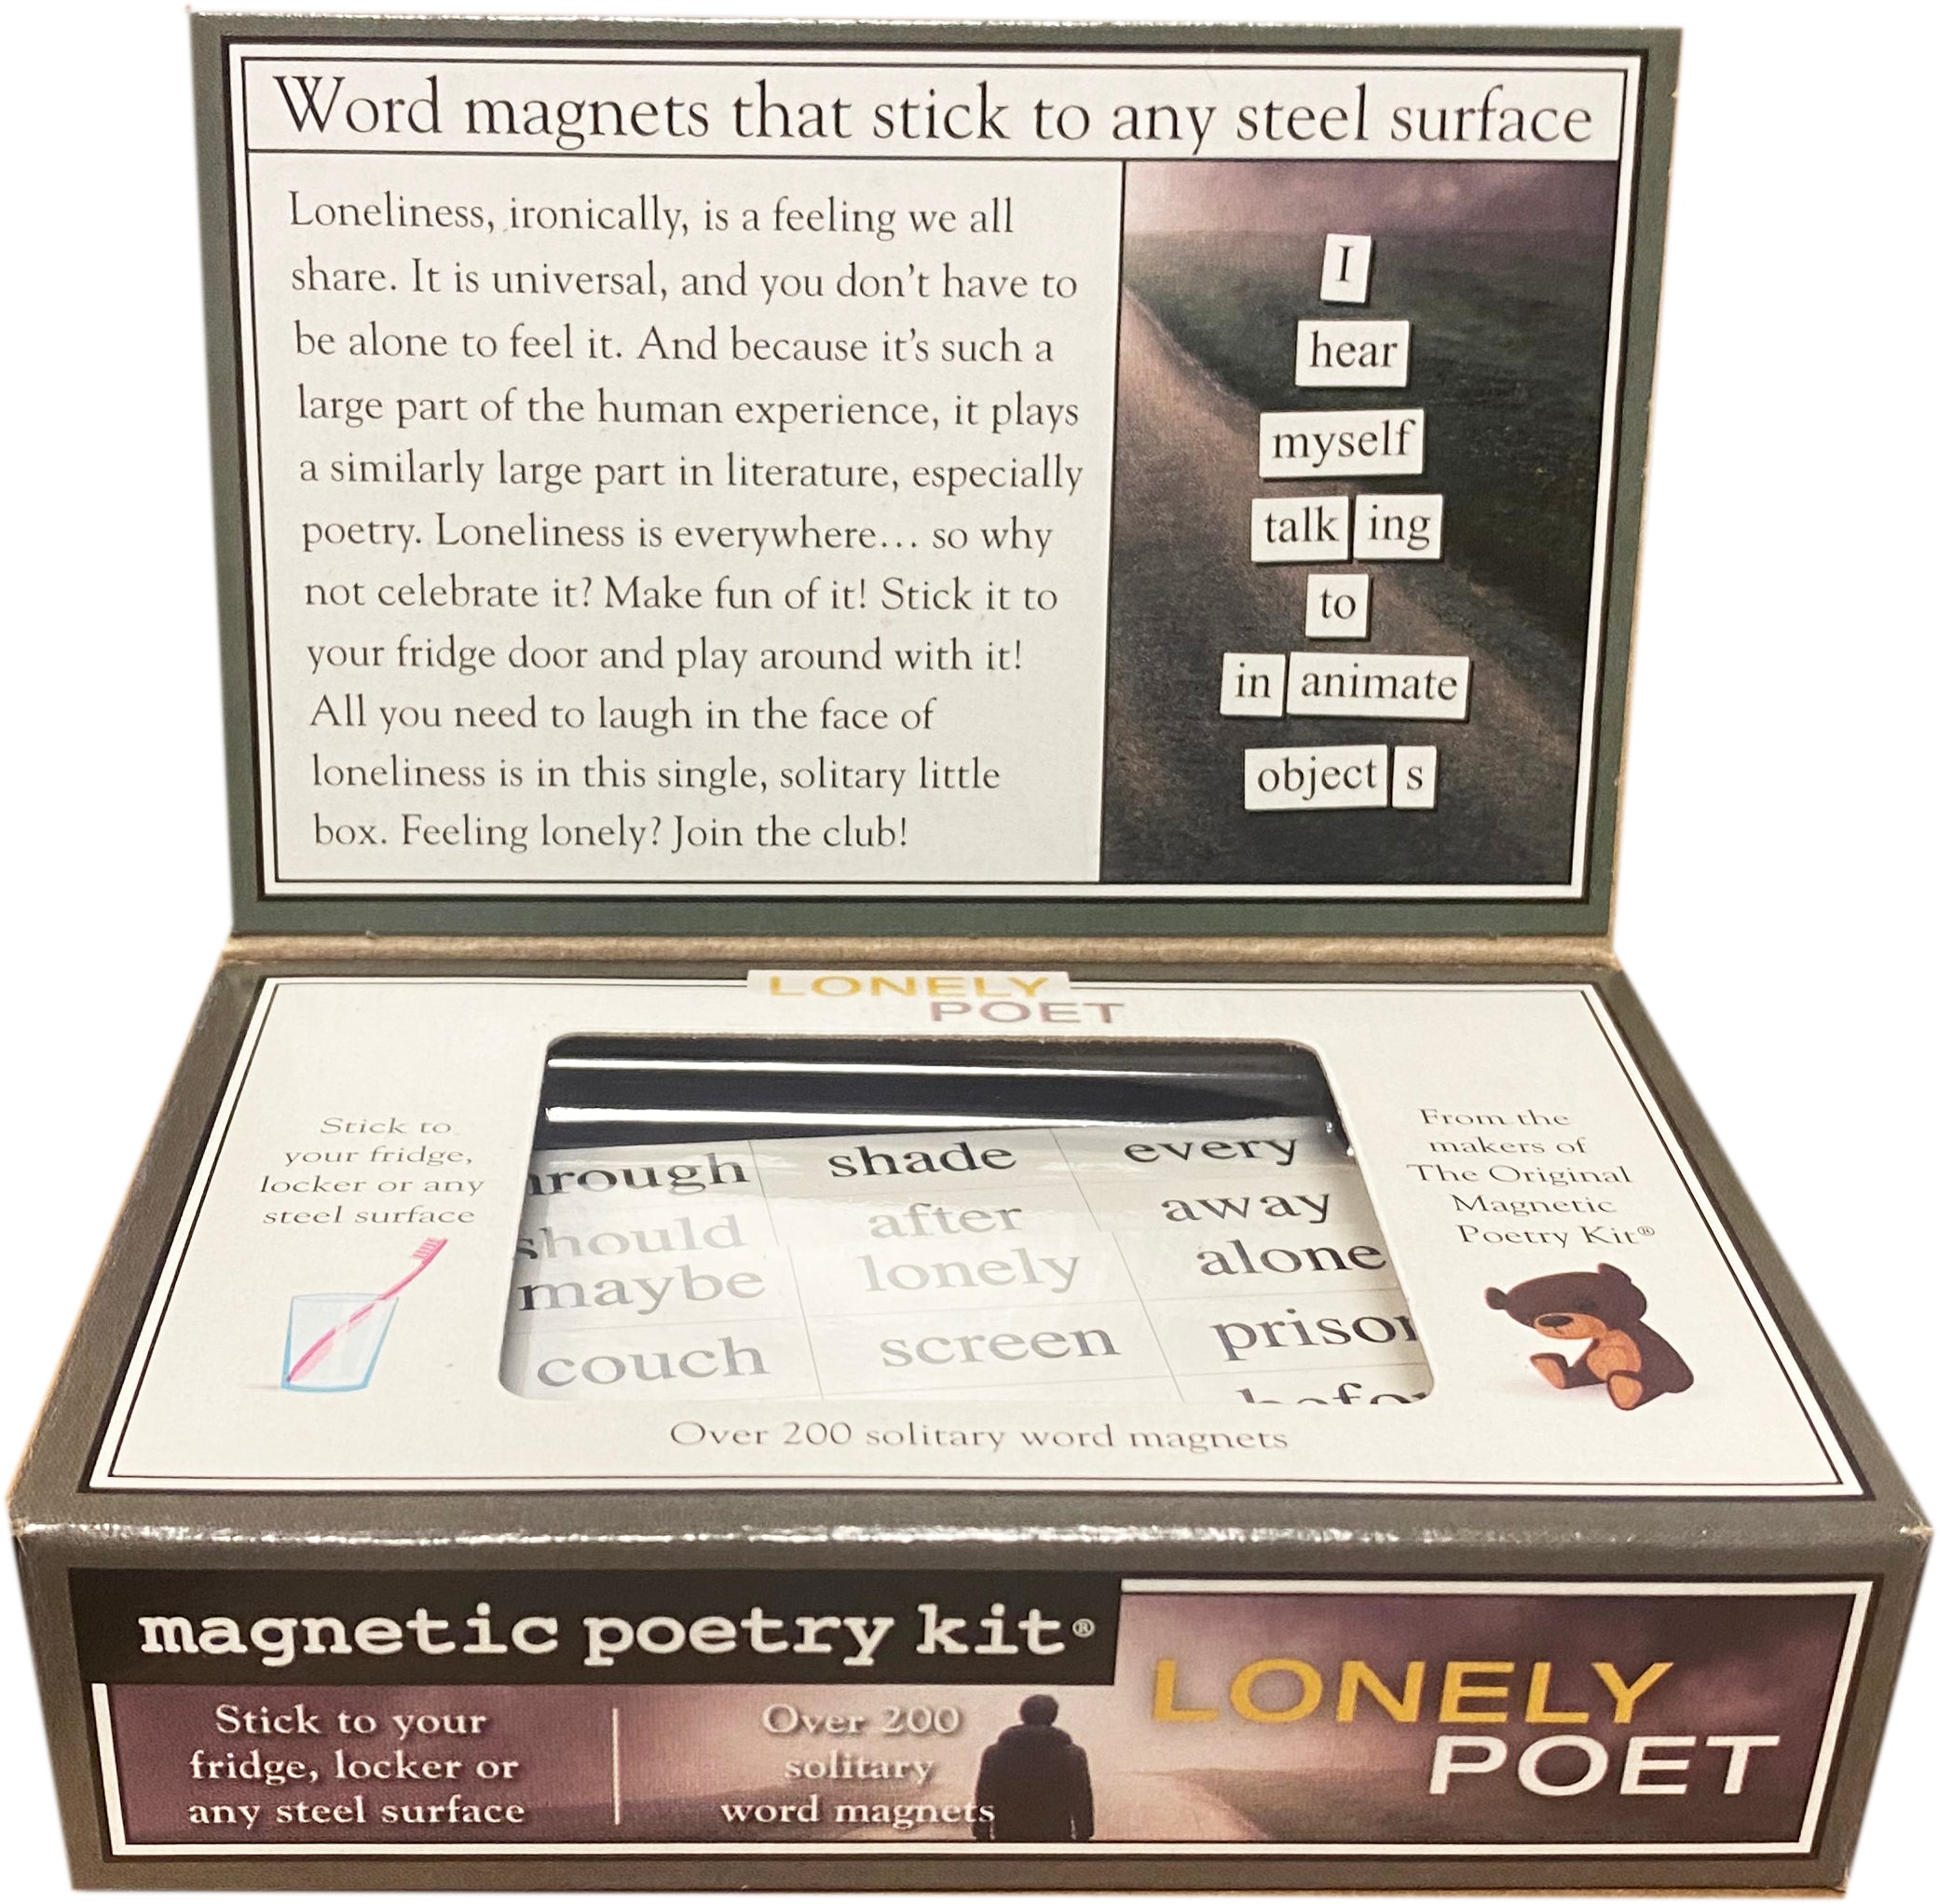 Word magnets that stick to any steel surface
Loneliness, ironically, is a feeling we all
share. It is universal, and you don't have to
be alone to feel it. And because it's such a
large part of the human experience, it plays
a similarly large part in literature, especially
poetry. Loneliness is everywhere... so why
not celebrate it? Make fun of it! Stick it to
your fridge door and play around with it!
All you need to laugh in the face of
loneliness is in this single, solitary little
box. Feeling lonely? Join the club!
I
hear
myself
talk ing
to
in animate
object s
LONELY
POET
Stick to
your fridge,
locker or any
steel surface
shade every
should after away
maybe lonely alone
couch screen
From the
makers of
The Original
Magnetic
Poetry Kit®
Over 200 solitary word magnets
magnetic poetry kit®
Stick to your
fridge, locker or
any steel surface
Over 200
solitary
word magnets
LONELY
POET